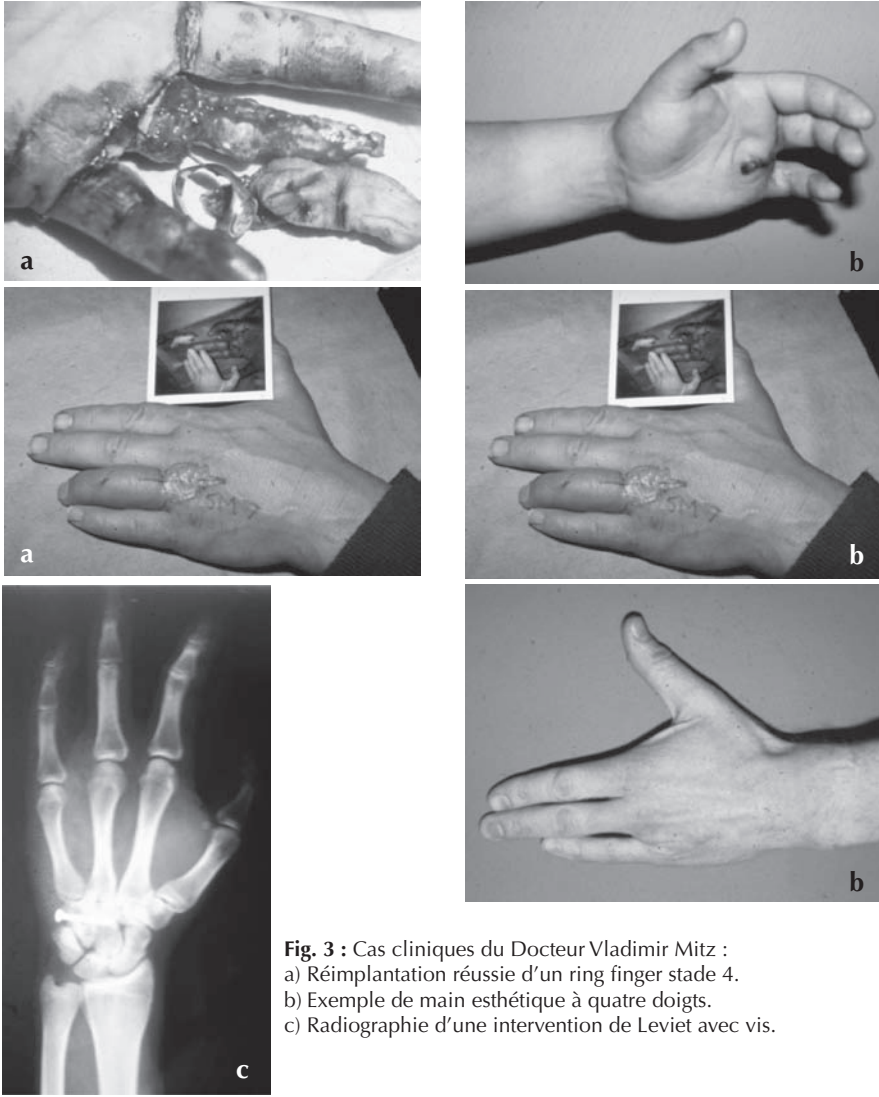 a
b
a
b
c
b
Fig. 3 : Cas cliniques du Docteur Vladimir Mitz :
a) Réimplantation réussie d’un ring finger stade 4.
b) Exemple de main esthétique à quatre doigts.
c) Radiographie d’une intervention de Leviet avec vis.